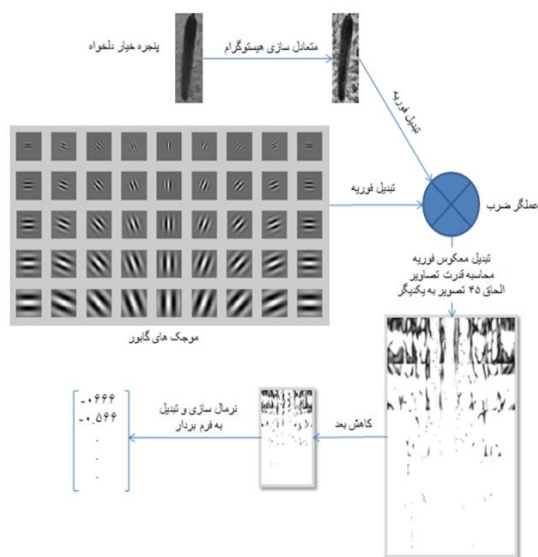 پنجره خیار دلخواه
متعادل سازی هیستوگرام
تبدیل فوریه
تبدیل فوریه
عملگر ضرب
تبدیل معکوس فوریه
محاسبه قدرت تصاویر
الحاق ۴۵ تصویر به یکدیگر
موجک های گابور
کاهش بعد
نرمال سازی و تبدیل
به فرم بردار
-۰.۶۶۶
-۰.۵۶۶
.
.
.